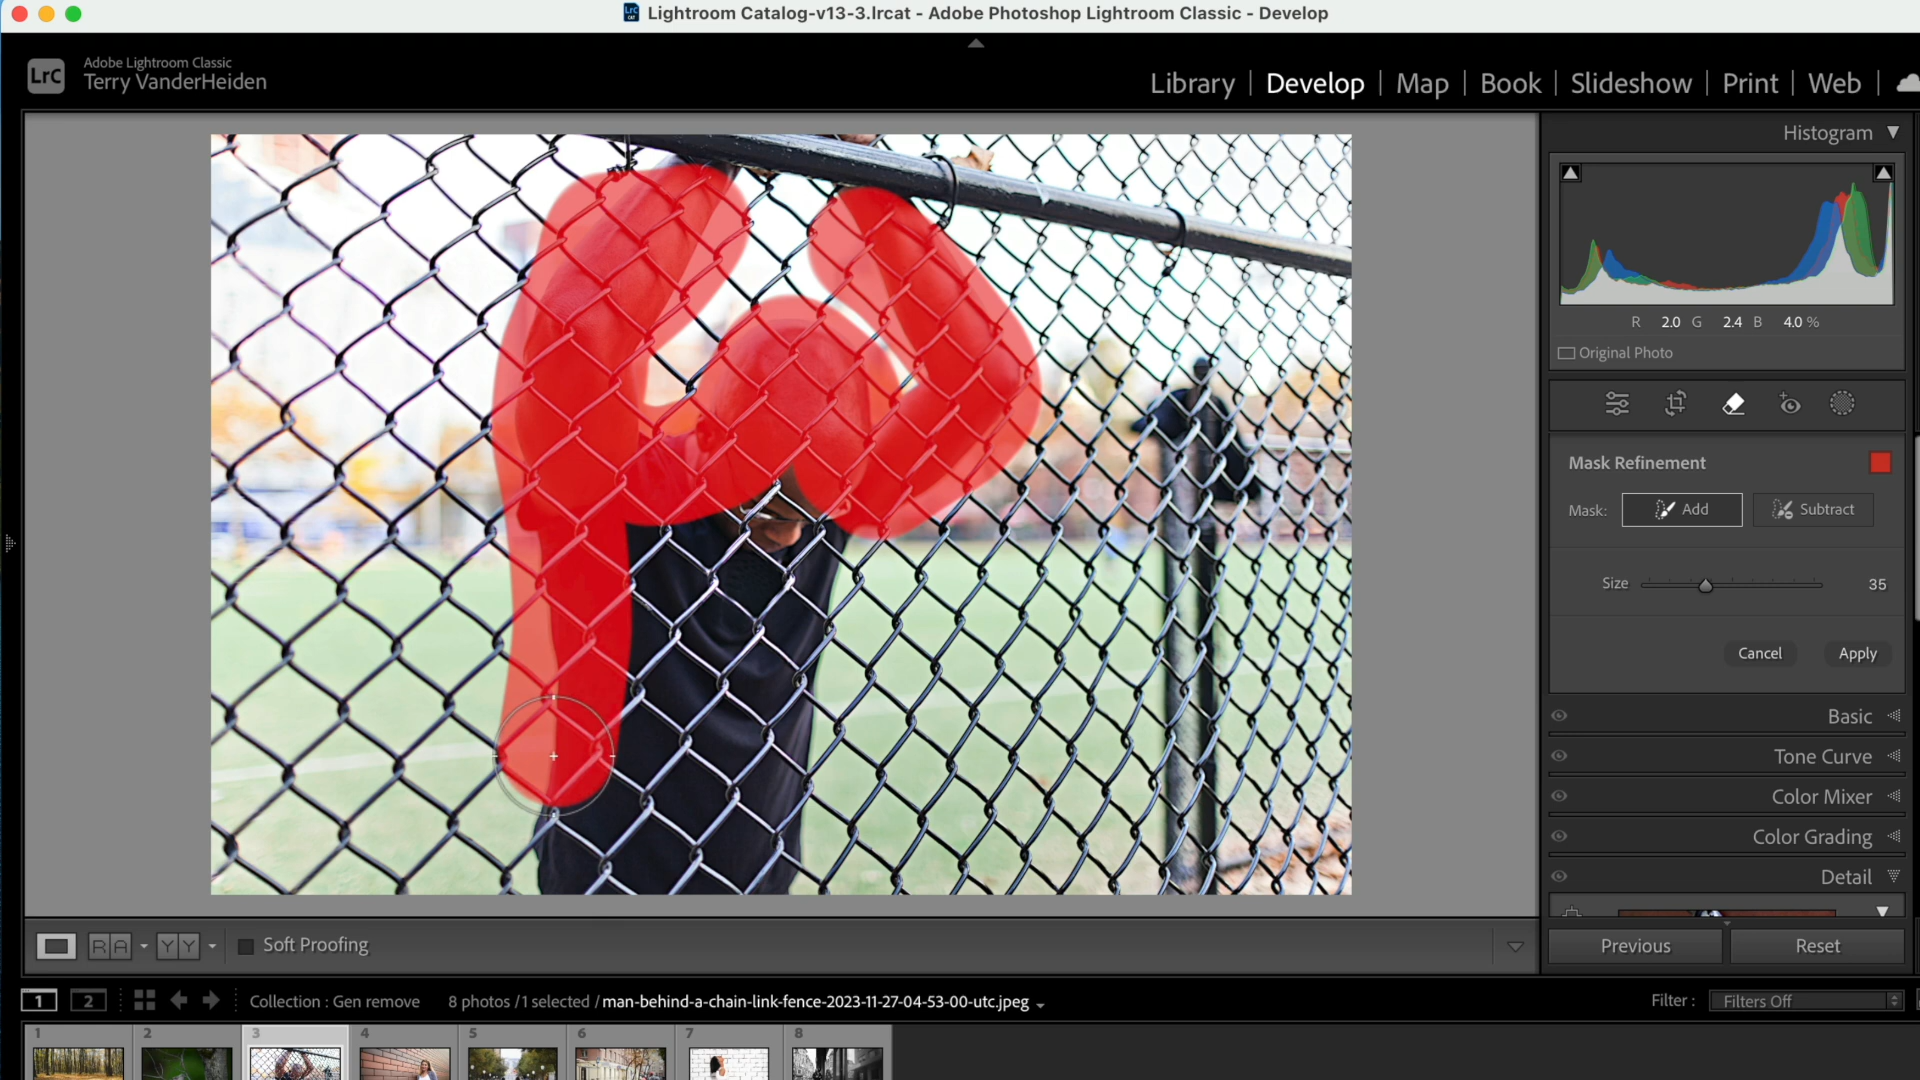 Lightroom Catalog-v13-3.lrcat - Adobe Photoshop Lightroom Classic - Develop
LrC
Adobe Lightroom Classic
Terry VanderHeiden
Library | Develop | Map | Book | Slideshow | Print | Web |
Histogram
R 2.0 G 2.4 B 4.0 %
Original Photo
Mask Refinement
Mask: Add Subtract
Size 35
Cancel Apply
Basic
Tone Curve
Color Mixer
Color Grading
Detail
R A Y Y Soft Proofing
Previous Reset
1 2 Collection : Gen remove 8 photos / 1 selected / man-behind-a-chain-link-fence-2023-11-27-04-53-00-utc.jpeg
Filter : Filters Off
1 2 3 4 5 6 7 8